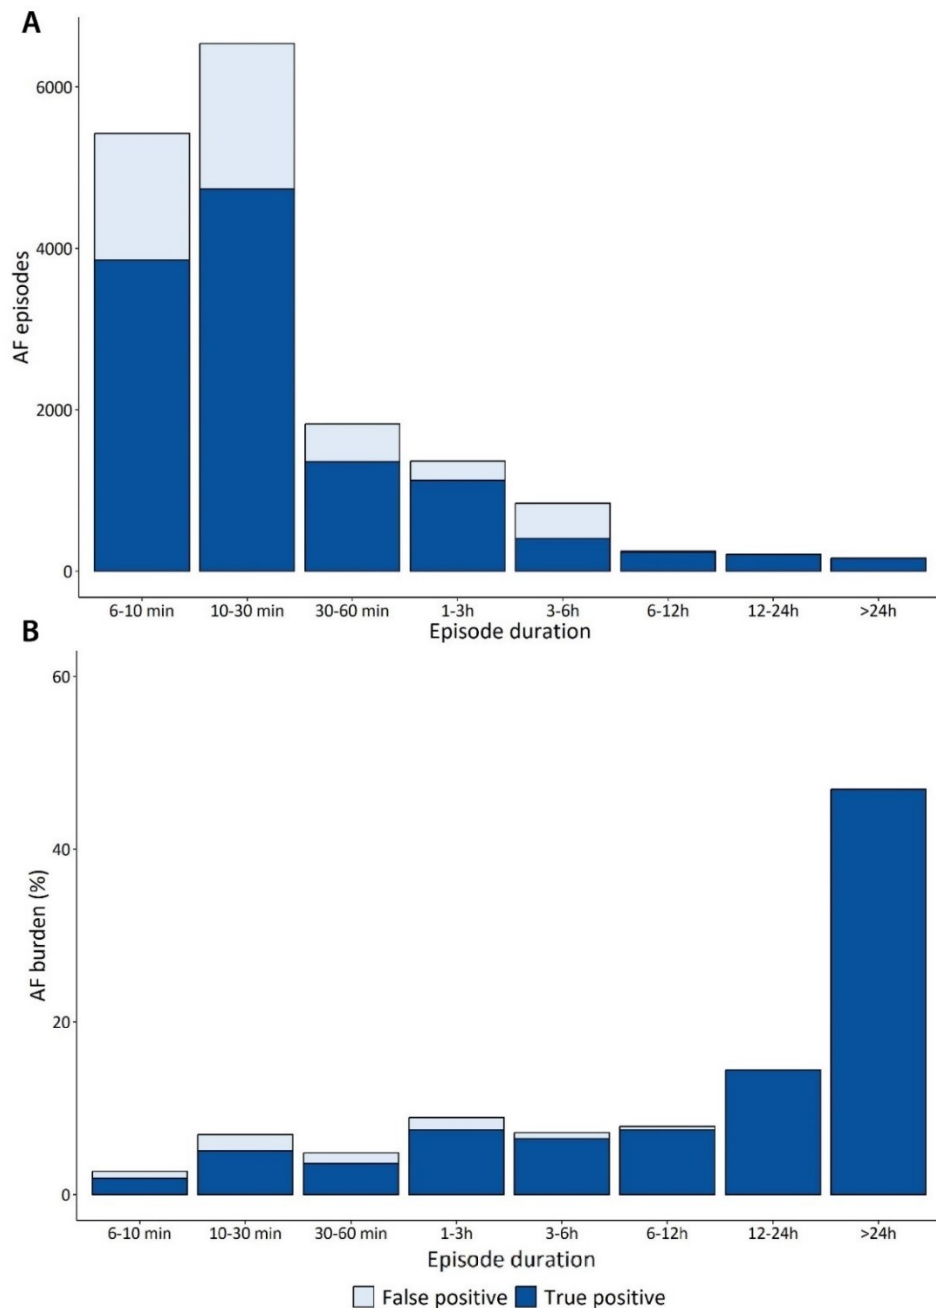 A
6000
4000
2000
0
AF episodes
6-10 min 10-30 min 30-60 min 1-3h 3-6h 6-12h 12-24h >24h
Episode duration
B
60
40
20
0
AF burden (%)
6-10 min 10-30 min 30-60 min 1-3h 3-6h 6-12h 12-24h >24h
Episode duration
False positive True positive